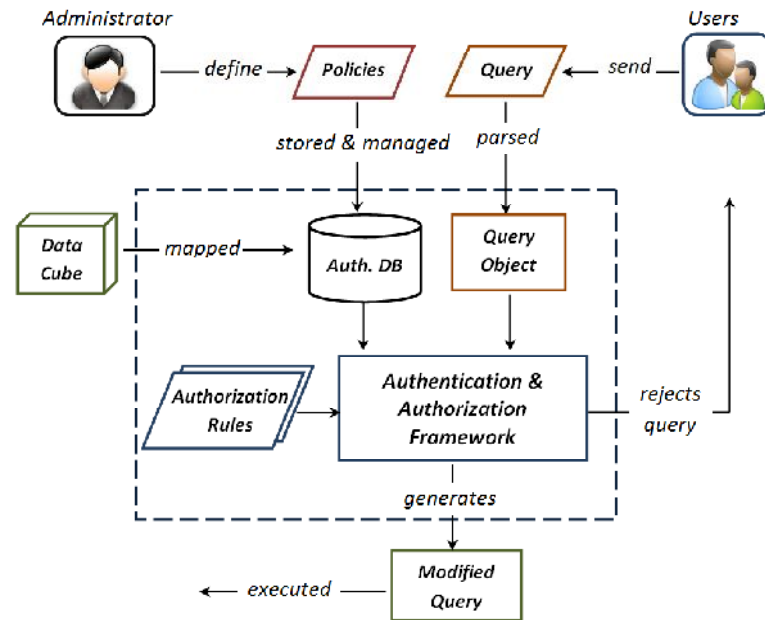 Administrator
Users
define
Policies
Query
send
stored & managed
parsed
Data
Cube
mapped
Auth. DB
Query
Object
Authorization
Rules
Authentication &
Authorization
Framework
rejects
query
generates
executed
Modified
Query